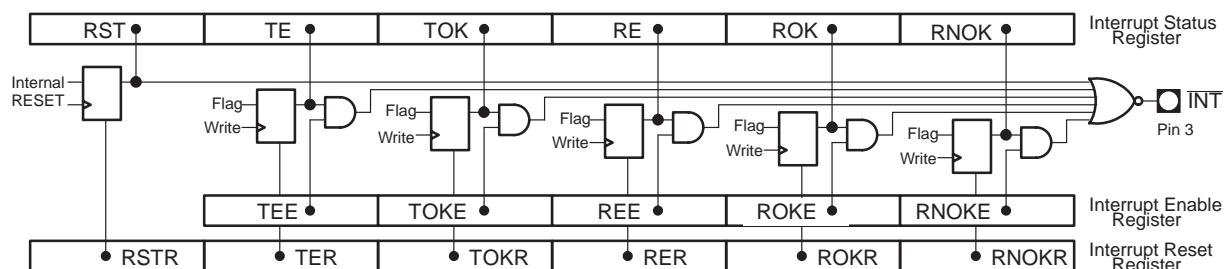 RST TE TOK RE ROK RNOK Interrupt Status
Register
Internal
RESET
Flag
Write
Flag
Write
Flag
Write
Flag
Write
Flag
Write
INT
Pin 3
TEE TOKE REE ROKE RNOKE Interrupt Enable
Register
RSTR TER TOKR RER ROKR RNOKR Interrupt Reset
Register